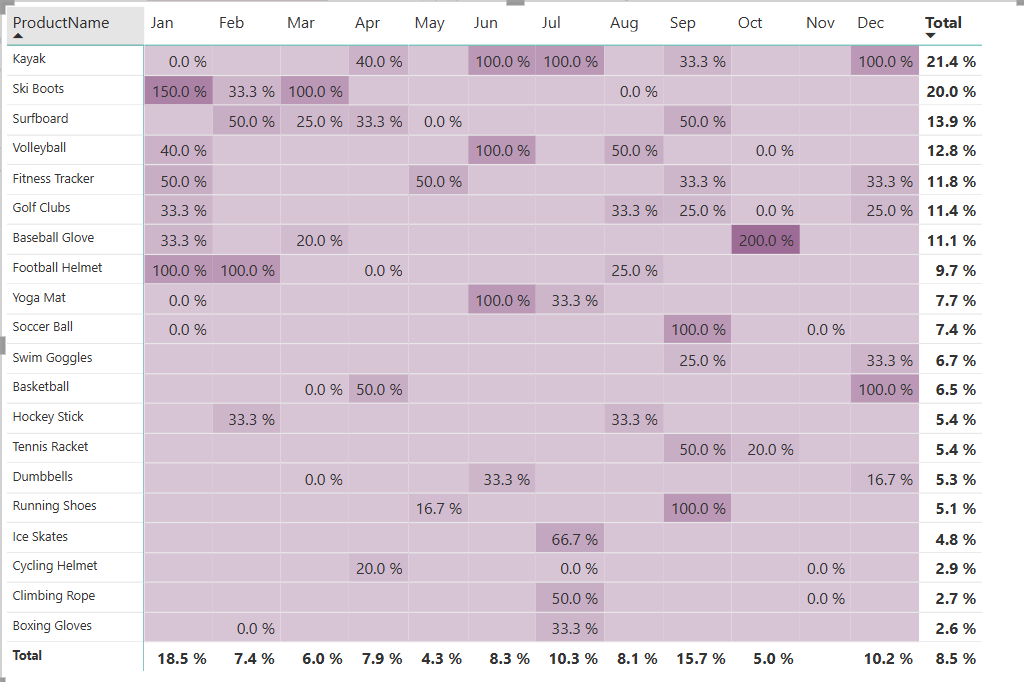 ProductName Jan Feb Mar Apr May Jun Jul Aug Sep Oct Nov Dec Total
Kayak 0.0 % 40.0 % 100.0 % 100.0 % 33.3 % 100.0 % 21.4 %
Ski Boots 150.0 % 33.3 % 100.0 % 0.0 % 20.0 %
Surfboard 50.0 % 25.0 % 33.3 % 0.0 % 50.0 % 13.9 %
Volleyball 40.0 % 100.0 % 50.0 % 0.0 % 12.8 %
Fitness Tracker 50.0 % 50.0 % 33.3 % 33.3 % 11.8 %
Golf Clubs 33.3 % 33.3 % 25.0 % 0.0 % 25.0 % 11.4 %
Baseball Glove 33.3 % 20.0 % 200.0 % 11.1 %
Football Helmet 100.0 % 100.0 % 0.0 % 25.0 % 9.7 %
Yoga Mat 0.0 % 100.0 % 33.3 % 7.7 %
Soccer Ball 0.0 % 100.0 % 0.0 % 7.4 %
Swim Goggles 25.0 % 33.3 % 6.7 %
Basketball 0.0 % 50.0 % 100.0 % 6.5 %
Hockey Stick 33.3 % 33.3 % 5.4 %
Tennis Racket 50.0 % 20.0 % 5.4 %
Dumbbells 0.0 % 33.3 % 16.7 % 5.3 %
Running Shoes 16.7 % 100.0 % 5.1 %
Ice Skates 66.7 % 4.8 %
Cycling Helmet 20.0 % 0.0 % 0.0 % 2.9 %
Climbing Rope 50.0 % 0.0 % 2.7 %
Boxing Gloves 0.0 % 33.3 % 2.6 %
Total 18.5 % 7.4 % 6.0 % 7.9 % 4.3 % 8.3 % 10.3 % 8.1 % 15.7 % 5.0 % 10.2 % 8.5 %